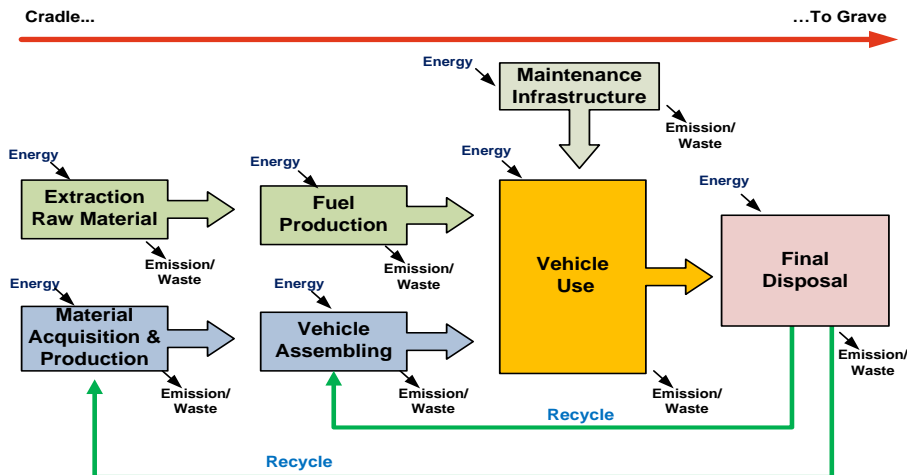 Cradle...
...To Grave
Energy
Maintenance
Infrastructure
Emission/
Waste
Energy
Extraction
Raw Material
Emission/
Waste
Energy
Fuel
Production
Emission/
Waste
Energy
Vehicle
Use
Emission/
Waste
Energy
Final
Disposal
Emission/
Waste
Energy
Material
Acquisition &
Production
Emission/
Waste
Energy
Vehicle
Assembling
Emission/
Waste
Recycle
Recycle